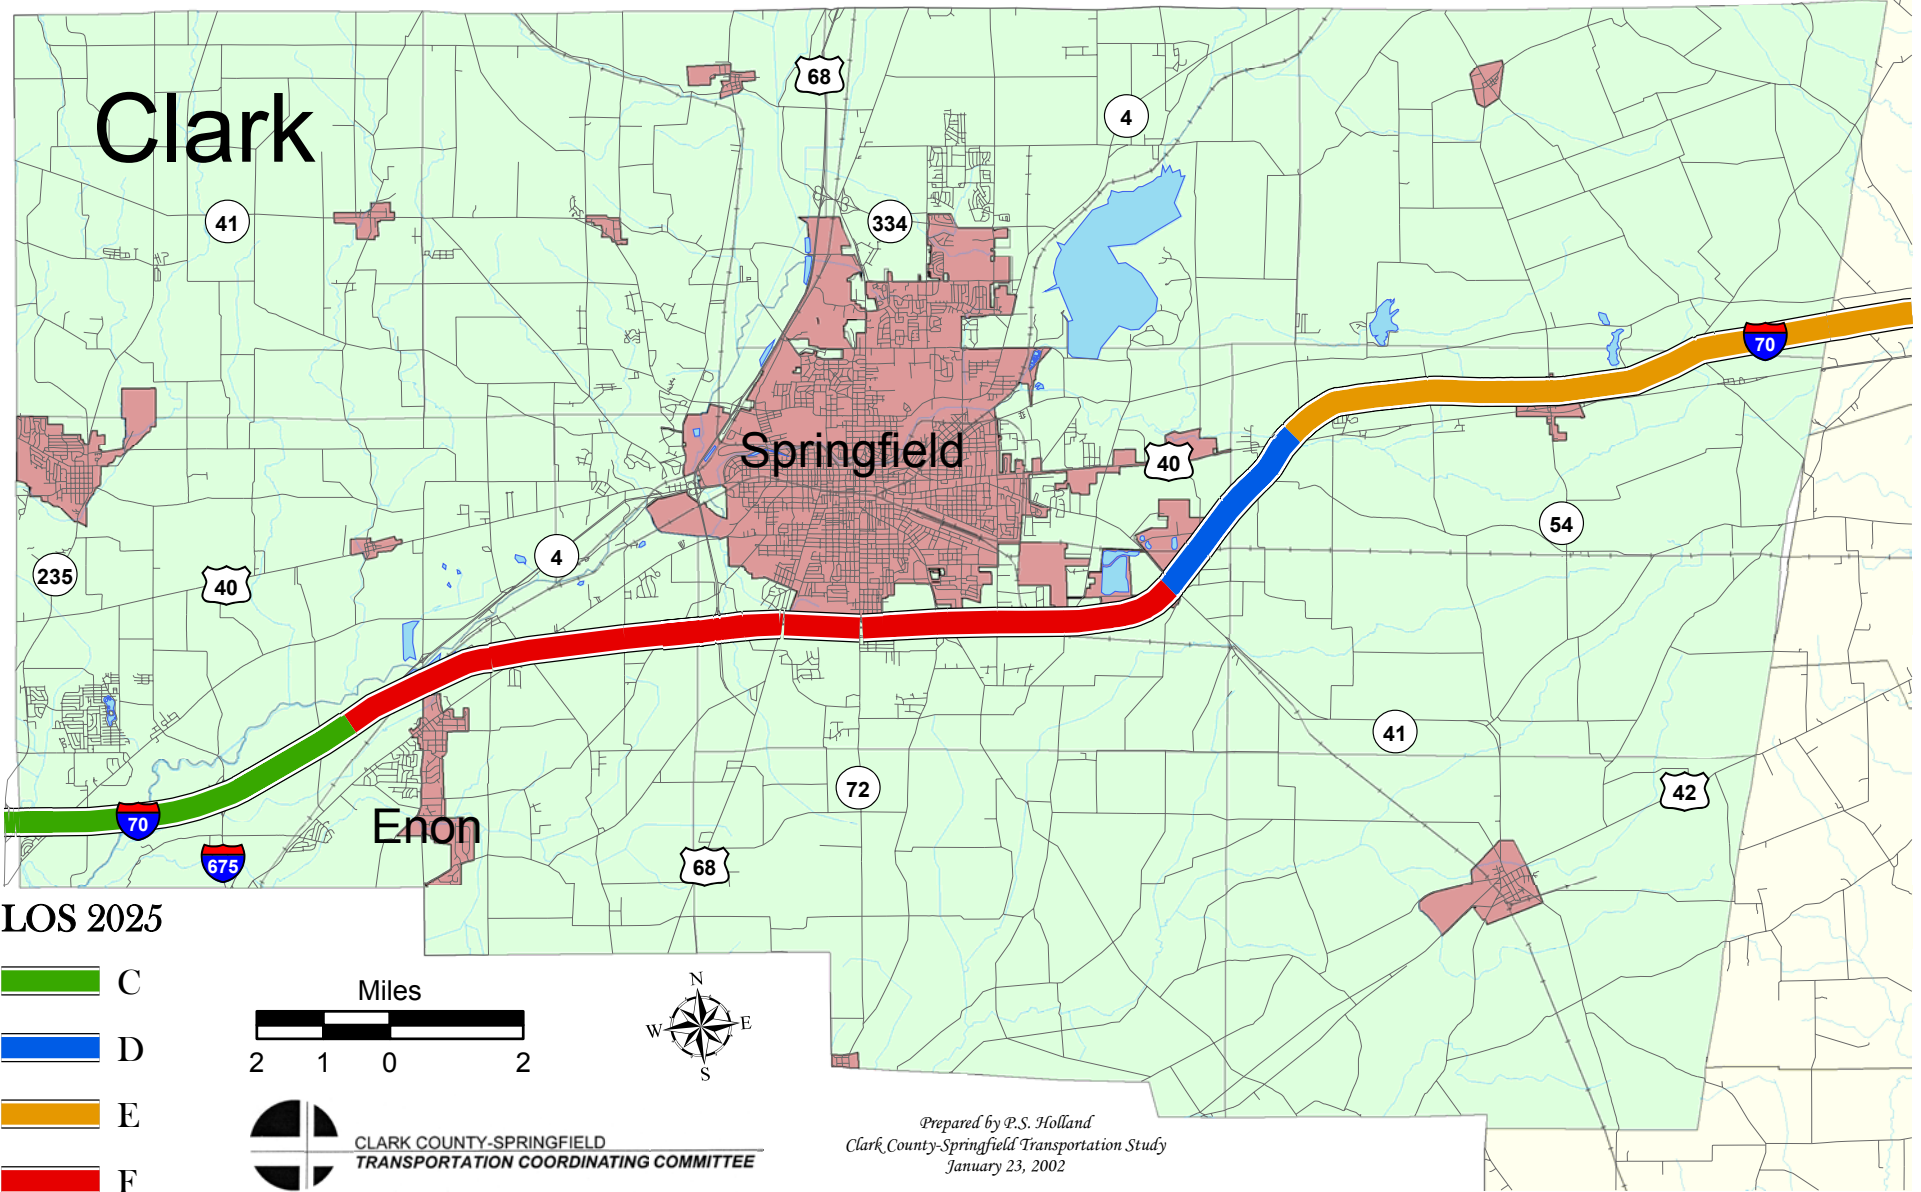 Clark
68
4
41
334
70
Springfield
40
54
4
235
40
41
72
42
70
Enon
675
68
LOS 2025
C
D
E
F
Miles
2 1 0 2
N
W E
S
CLARK COUNTY-SPRINGFIELD
TRANSPORTATION COORDINATING COMMITTEE
Prepared by P.S. Holland
Clark County-Springfield Transportation Study
January 23, 2002